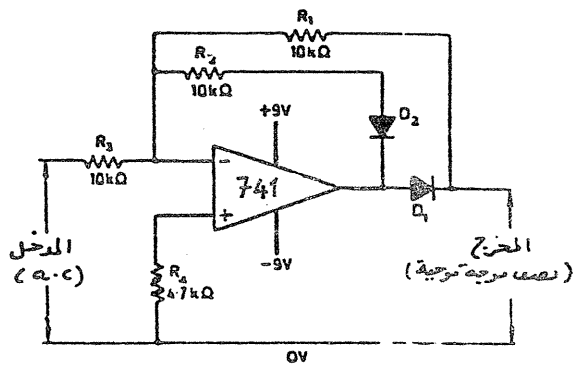 R1
10kΩ
R2
10kΩ
+9V
D2
R3
10kΩ
-
741
+
D1
-9V
R4
4.7kΩ
المدخل
(a.c)
المخرج
(نصف موجة موجبة)
0V